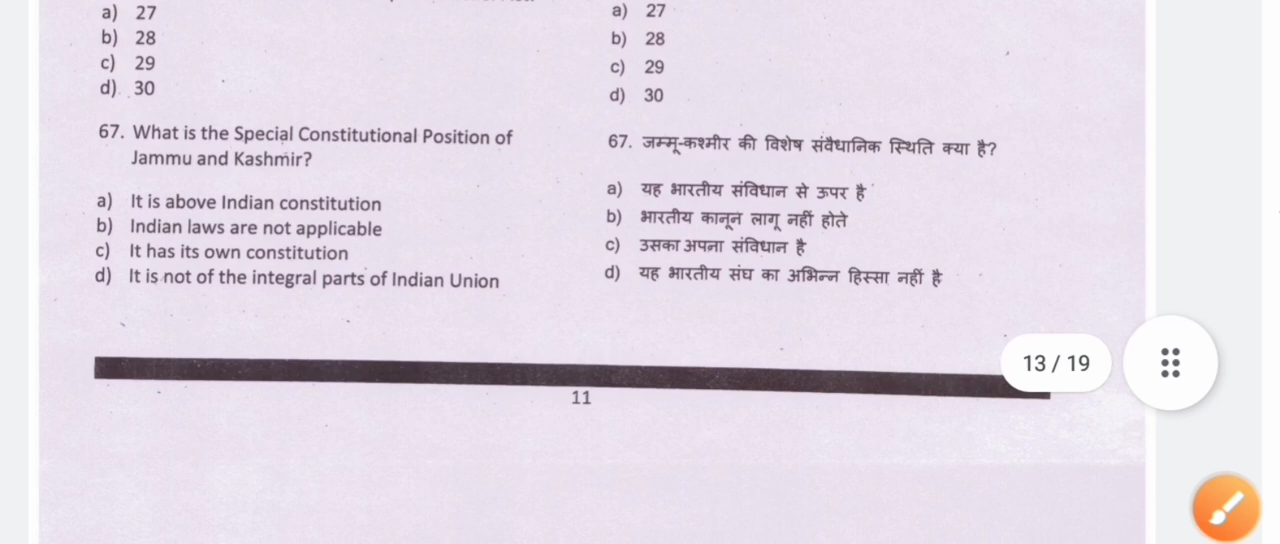 a) 27
b) 28
c) 29
d) 30
67. What is the Special Constitutional Position of
Jammu and Kashmir?
a) It is above Indian constitution
b) Indian laws are not applicable
c) It has its own constitution
d) It is not of the integral parts of Indian Union
a) 27
b) 28
c) 29
d) 30
67. जम्मू-कश्मीर की विशेष संवैधानिक स्थिति क्या है?
a) यह भारतीय संविधान से ऊपर है
b) भारतीय कानून लागू नहीं होते
c) उसका अपना संविधान है
d) यह भारतीय संघ का अभिन्न हिस्सा नहीं है
13 / 19
11